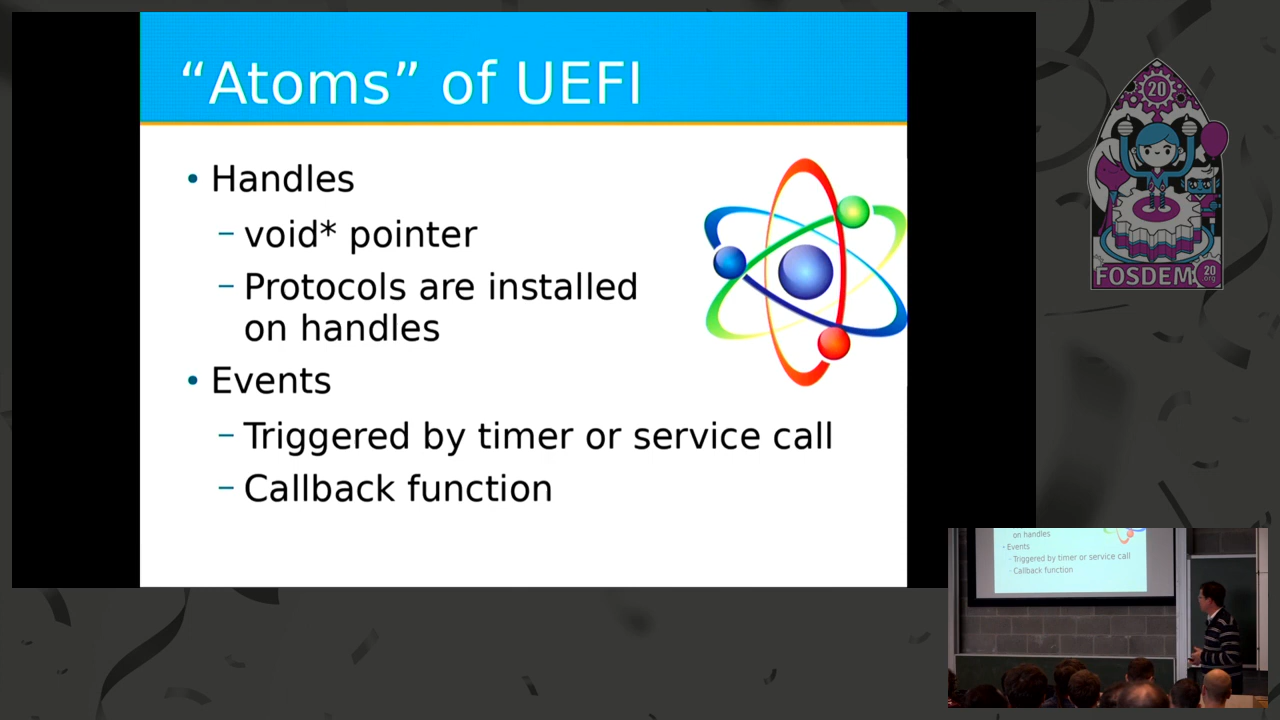 “Atoms” of UEFI
• Handles
– void* pointer
– Protocols are installed
on handles
• Events
– Triggered by timer or service call
– Callback function
20
FOSDEM 20
.org
on handles
• Events
– Triggered by timer or service call
– Callback function